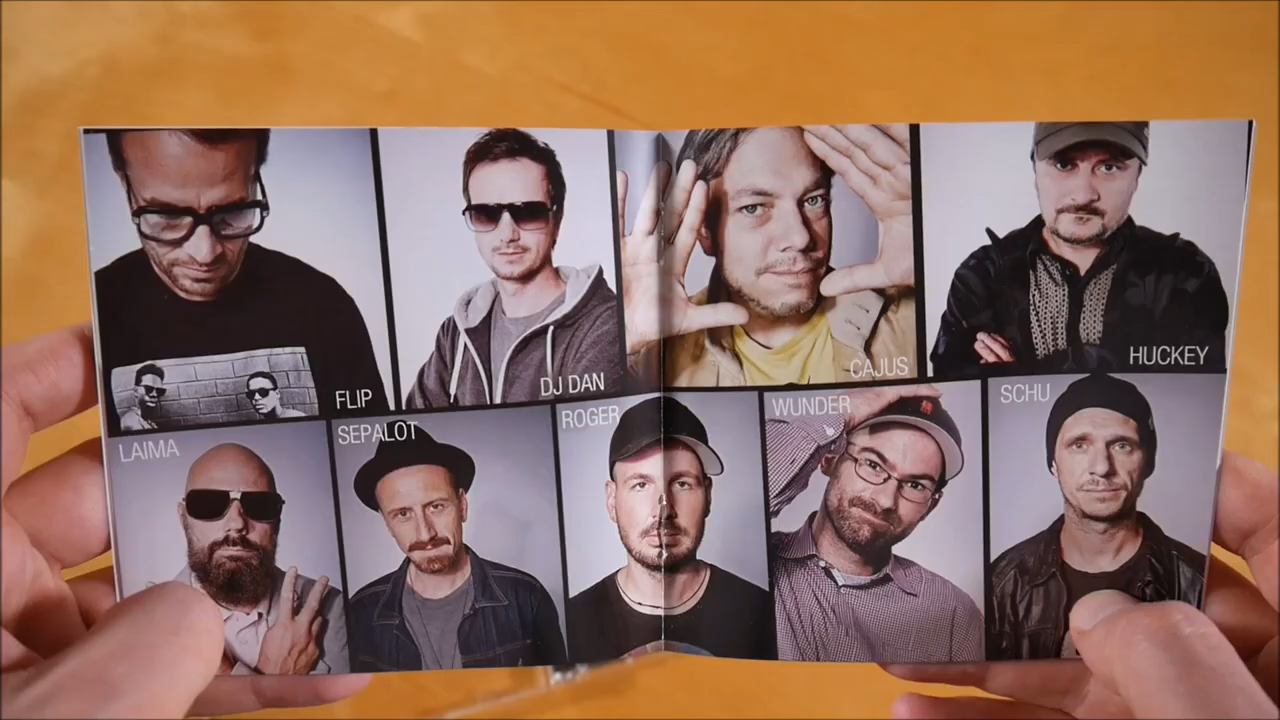 FLIP
DJ DAN
CAJUS
HUCKEY
LAIMA
SEPALOT
ROGER
WUNDER
SCHU